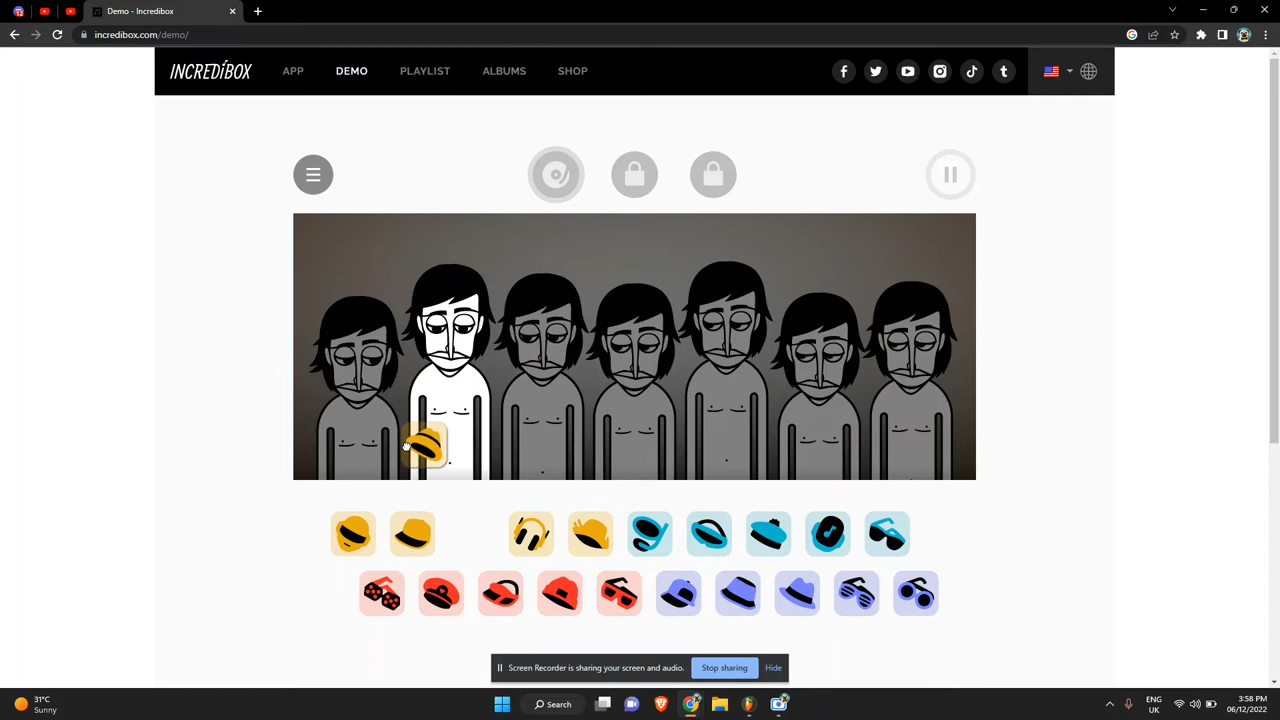 Demo - Incredibox
incredibox.com/demo/
INCREDIBOX
APP
DEMO
PLAYLIST
ALBUMS
SHOP
Screen Recorder is sharing your screen and audio.
Stop sharing
Hide
31°C
Sunny
Search
ENG
UK
3:58 PM
06/12/2022